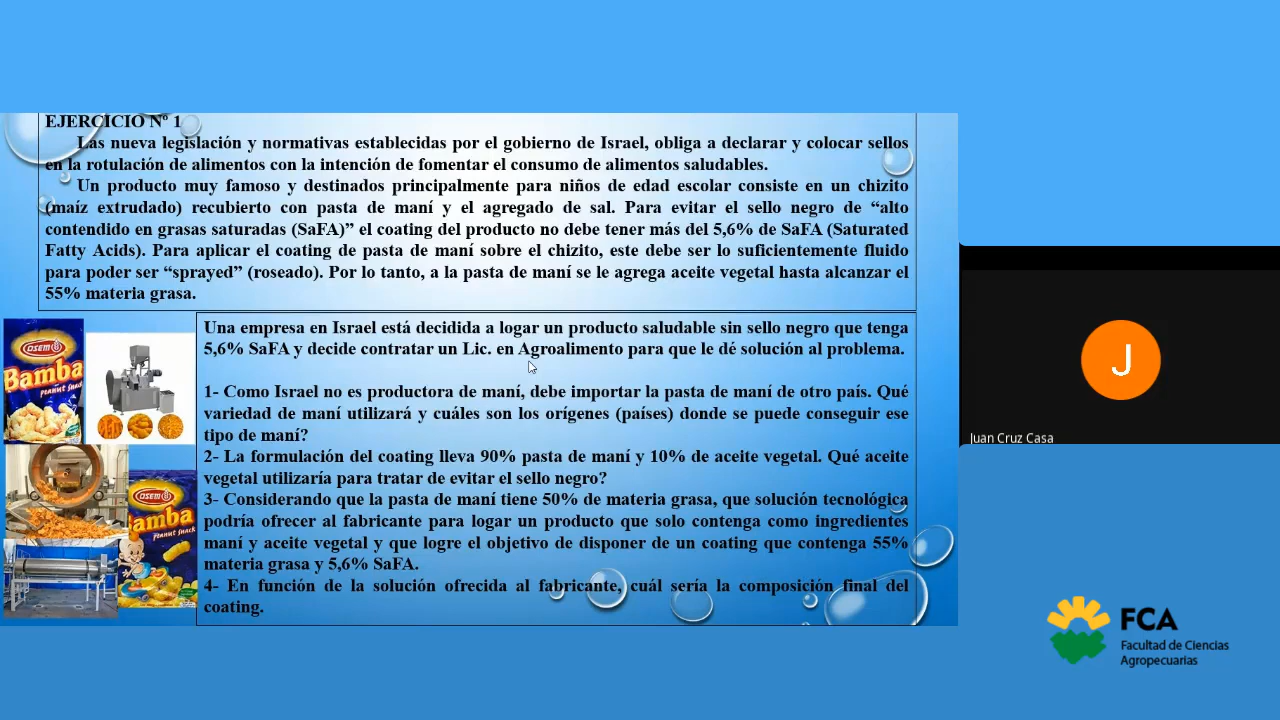 EJERCICIO Nº 1
Las nueva legislación y normativas establecidas por el gobierno de Israel, obliga a declarar y colocar sellos
en la rotulación de alimentos con la intención de fomentar el consumo de alimentos saludables.
Un producto muy famoso y destinados principalmente para niños de edad escolar consiste en un chizito
(maíz extrudado) recubierto con pasta de maní y el agregado de sal. Para evitar el sello negro de “alto
contendido en grasas saturadas (SaFA)” el coating del producto no debe tener más del 5,6% de SaFA (Saturated
Fatty Acids). Para aplicar el coating de pasta de maní sobre el chizito, este debe ser lo suficientemente fluido
para poder ser “sprayed” (roseado). Por lo tanto, a la pasta de maní se le agrega aceite vegetal hasta alcanzar el
55% materia grasa.
Una empresa en Israel está decidida a logar un producto saludable sin sello negro que tenga
5,6% SaFA y decide contratar un Lic. en Agroalimento para que le dé solución al problema.
1- Como Israel no es productora de maní, debe importar la pasta de maní de otro país. Qué
variedad de maní utilizará y cuáles son los orígenes (países) donde se puede conseguir ese
tipo de maní?
2- La formulación del coating lleva 90% pasta de maní y 10% de aceite vegetal. Qué aceite
vegetal utilizaría para tratar de evitar el sello negro?
3- Considerando que la pasta de maní tiene 50% de materia grasa, que solución tecnológica
podría ofrecer al fabricante para logar un producto que solo contenga como ingredientes
maní y aceite vegetal y que logre el objetivo de disponer de un coating que contenga 55%
materia grasa y 5,6% SaFA.
4- En función de la solución ofrecida al fabricante, cuál sería la composición final del
coating.
OSEM
Bamba
Peanut Snack
OSEM
amba
Peanut Snack
J
Juan Cruz Casa
FCA
Facultad de Ciencias
Agropecuarias